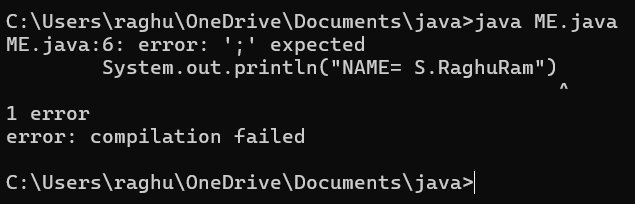 C:\Users\raghu\OneDrive\Documents\java>java ME.java
ME.java:6: error: ';' expected
        System.out.println("NAME= S.RaghuRam")
                                              ^
1 error
error: compilation failed

C:\Users\raghu\OneDrive\Documents\java>